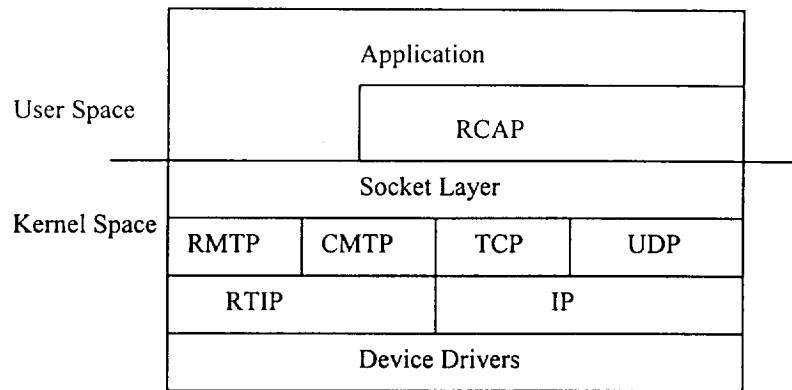 Application
User Space
RCAP
Socket Layer
Kernel Space
RMTP CMTP TCP UDP
RTIP IP
Device Drivers